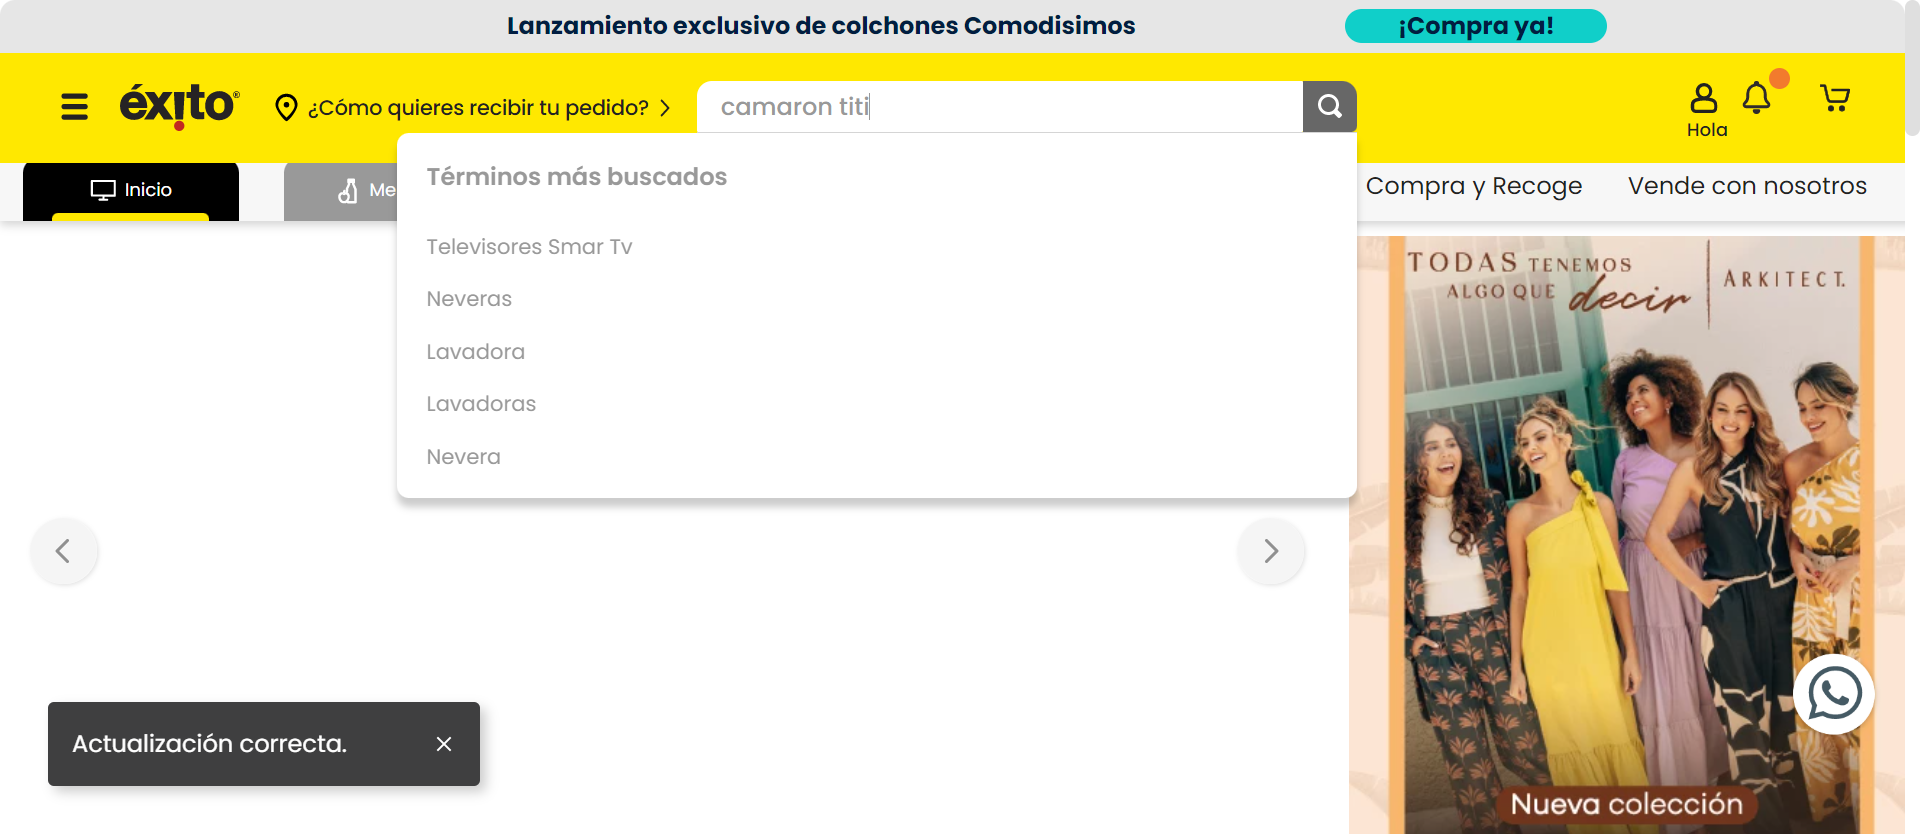 Lanzamiento exclusivo de colchones Comodisimos
¡Compra ya!
éxito®
¿Cómo quieres recibir tu pedido?
camaron titi
Hola
Inicio
Me
Compra y Recoge
Vende con nosotros
Términos más buscados
Televisores Smar Tv
Neveras
Lavadora
Lavadoras
Nevera
TODAS TENEMOS
ALGO QUE decir
ARKITECT.
Nueva colección
Actualización correcta.